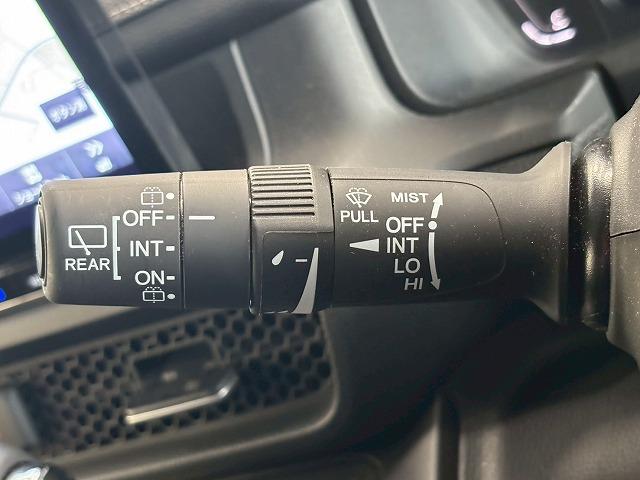 OFF
INT
ON
REAR
PULL
MIST
OFF
INT
LO
HI